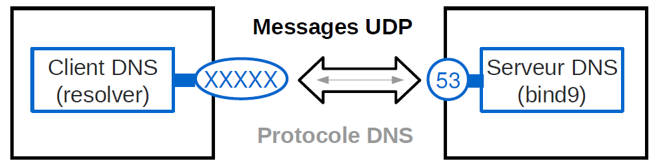 Messages UDP
Client DNS
(resolver)
XXXXX
53
Serveur DNS
(bind9)
Protocole DNS